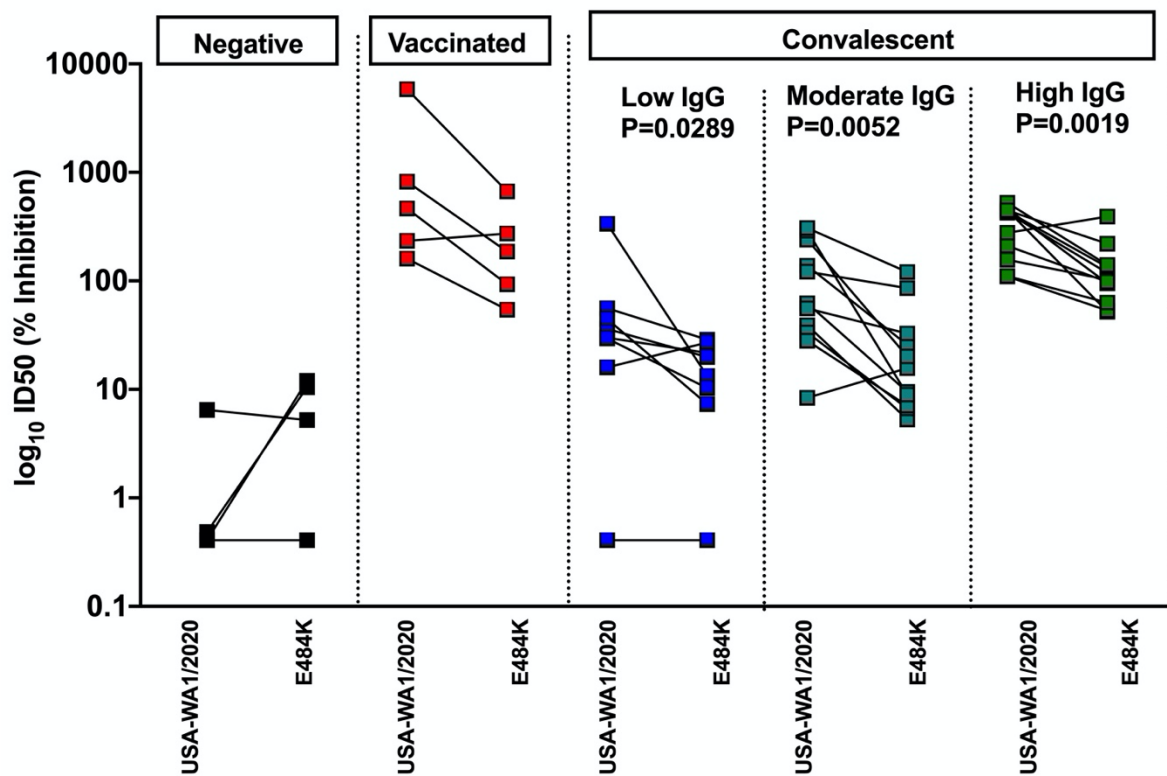 Negative
Vaccinated
Convalescent
Low IgG
P=0.0289
Moderate IgG
P=0.0052
High IgG
P=0.0019
log₁₀ ID50 (% Inhibition)
10000
1000
100
10
1
0.1
USA-WA1/2020
E484K
USA-WA1/2020
E484K
USA-WA1/2020
E484K
USA-WA1/2020
E484K
USA-WA1/2020
E484K